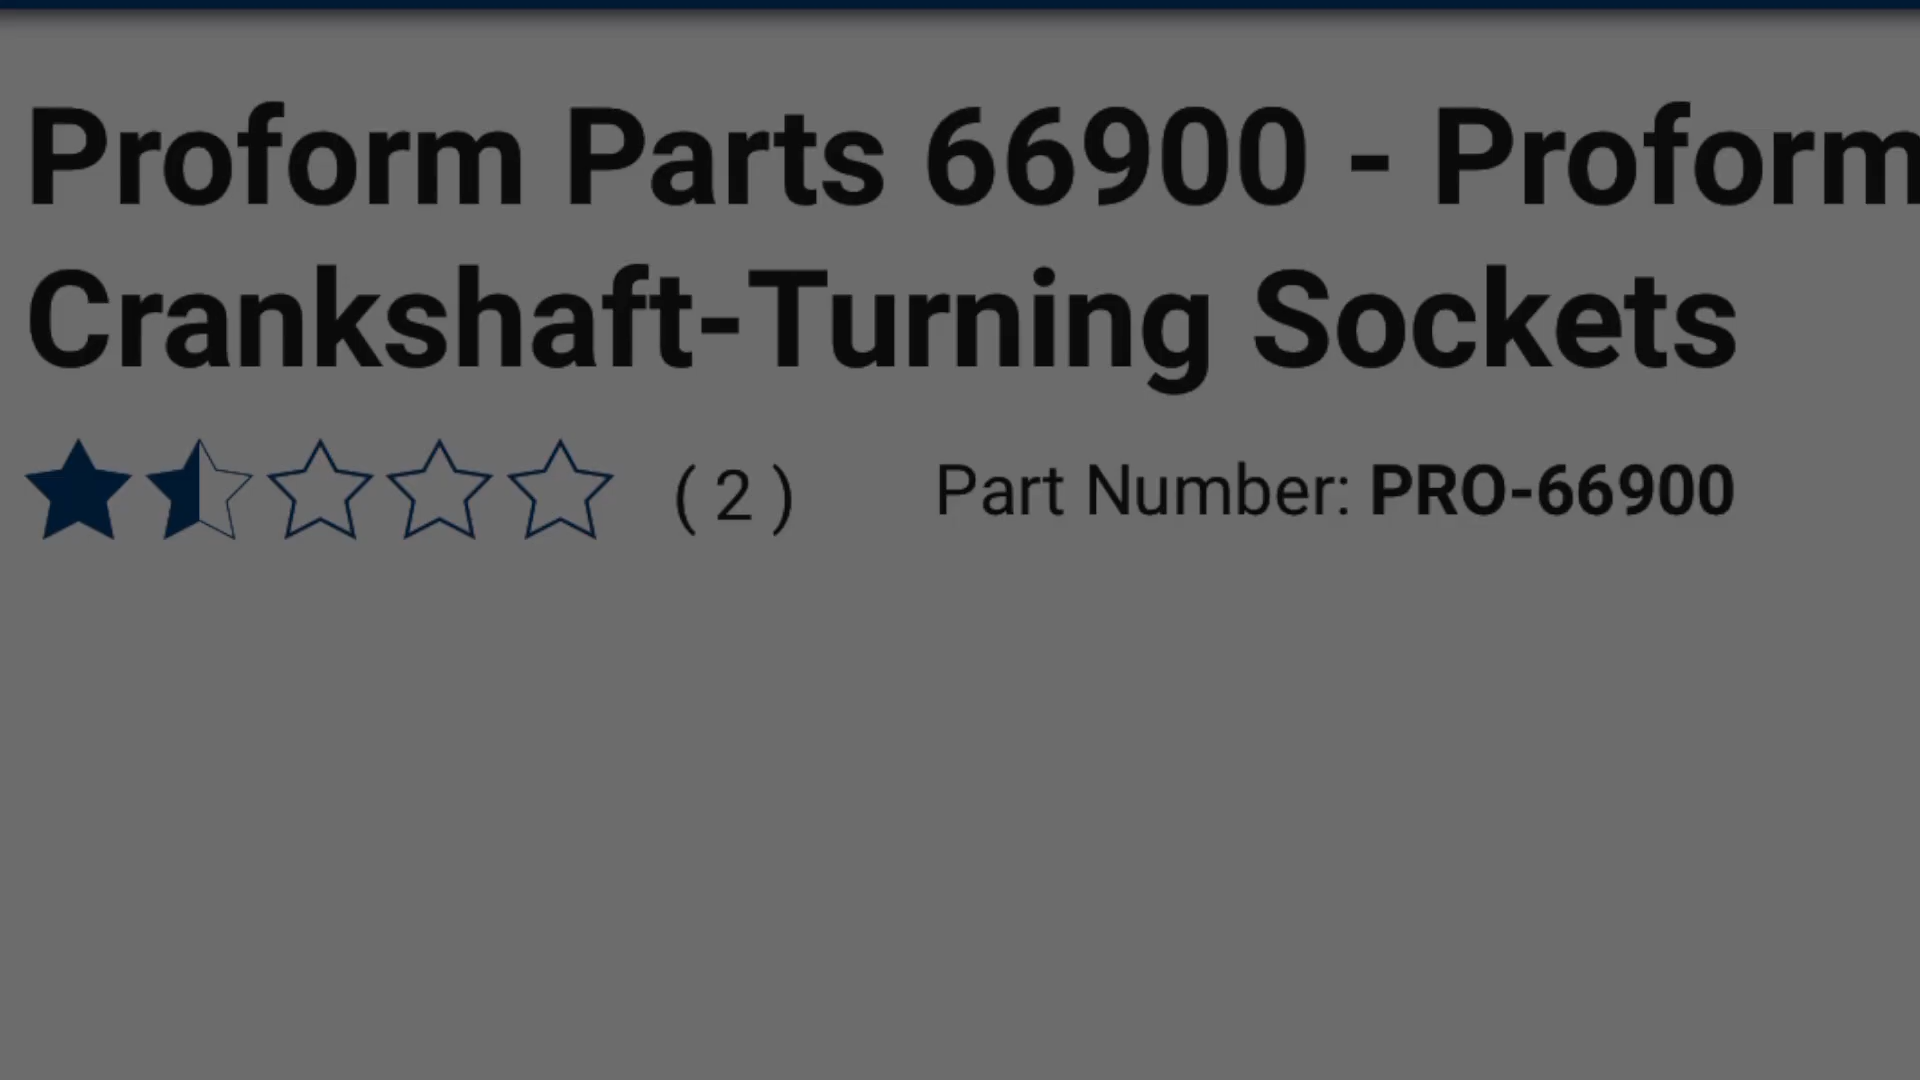 Proform Parts 66900 - Proform
Crankshaft-Turning Sockets
( 2 ) Part Number: PRO-66900